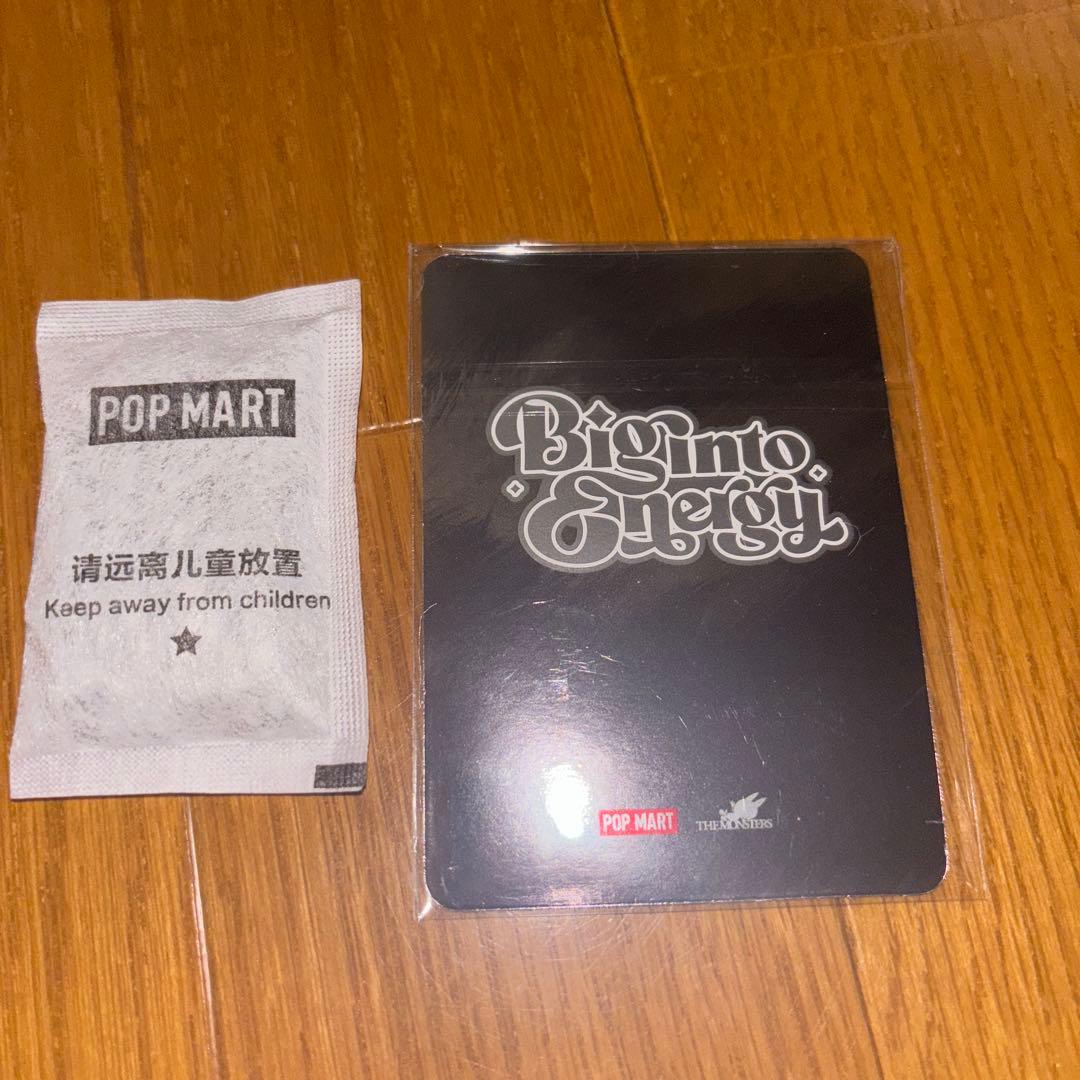 POP MART
请远离儿童放置
Keep away from children
Big into
Energy
POP MART
THE MONSTERS